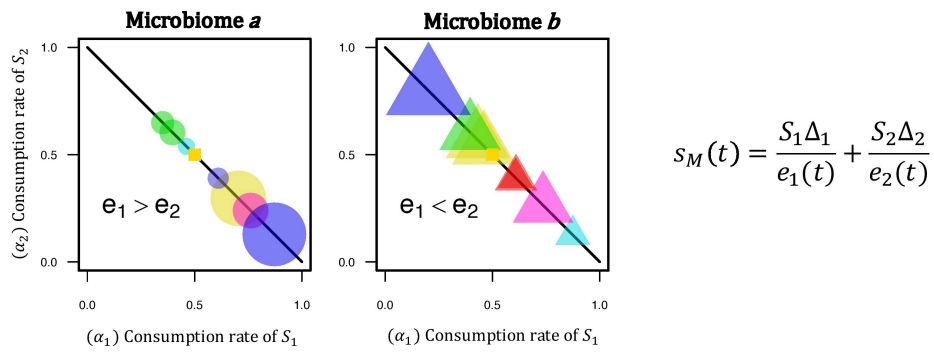 Microbiome a
Microbiome b
(α₂) Consumption rate of S₂
1.0
0.5
0.0
e₁ > e₂
0.0 0.5 1.0
(α₁) Consumption rate of S₁
1.0
0.5
0.0
e₁ < e₂
0.0 0.5 1.0
(α₁) Consumption rate of S₁
s_M(t) = S₁Δ₁/e₁(t) + S₂Δ₂/e₂(t)